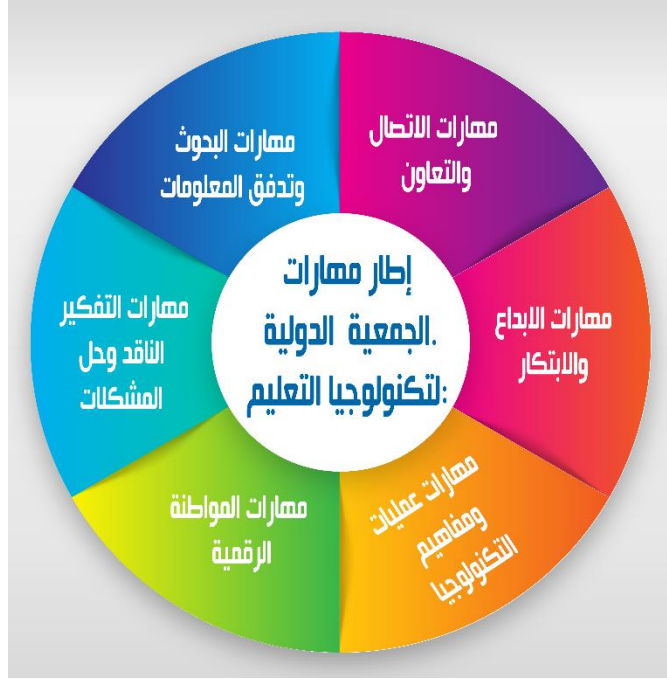 إطار مهارات
الجمعية الدولية.
لتكنولوجيا التعليم:
مهارات الاتصال
والتعاون
مهارات الابداع
والابتكار
مهارات عمليات
ومفاهيم
التكنولوجيا
مهارات المواطنة
الرقمية
مهارات التفكير
الناقد وحل
المشكلات
مهارات البحوث
وتدفق المعلومات